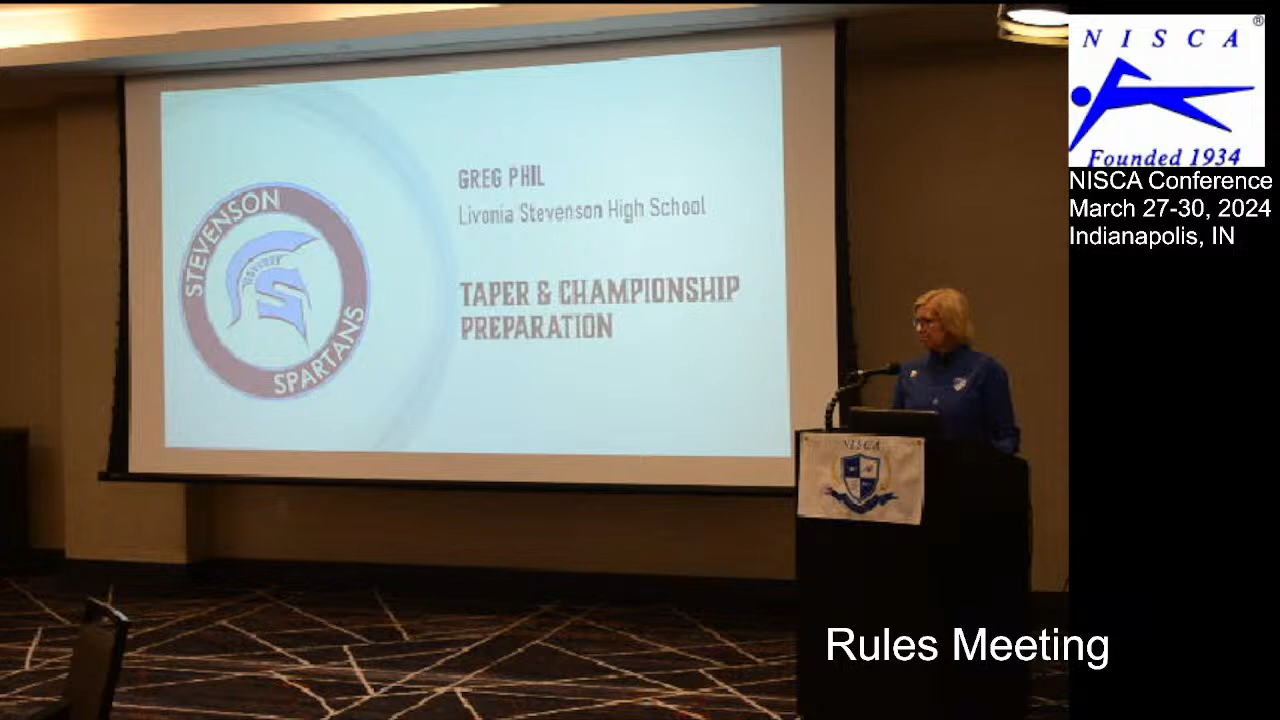 STEVENSON
SPARTANS
GREG PHIL
Livonia Stevenson High School
TAPER & CHAMPIONSHIP
PREPARATION
NISCA
NISCA
Founded 1934
NISCA Conference
March 27-30, 2024
Indianapolis, IN
Rules Meeting